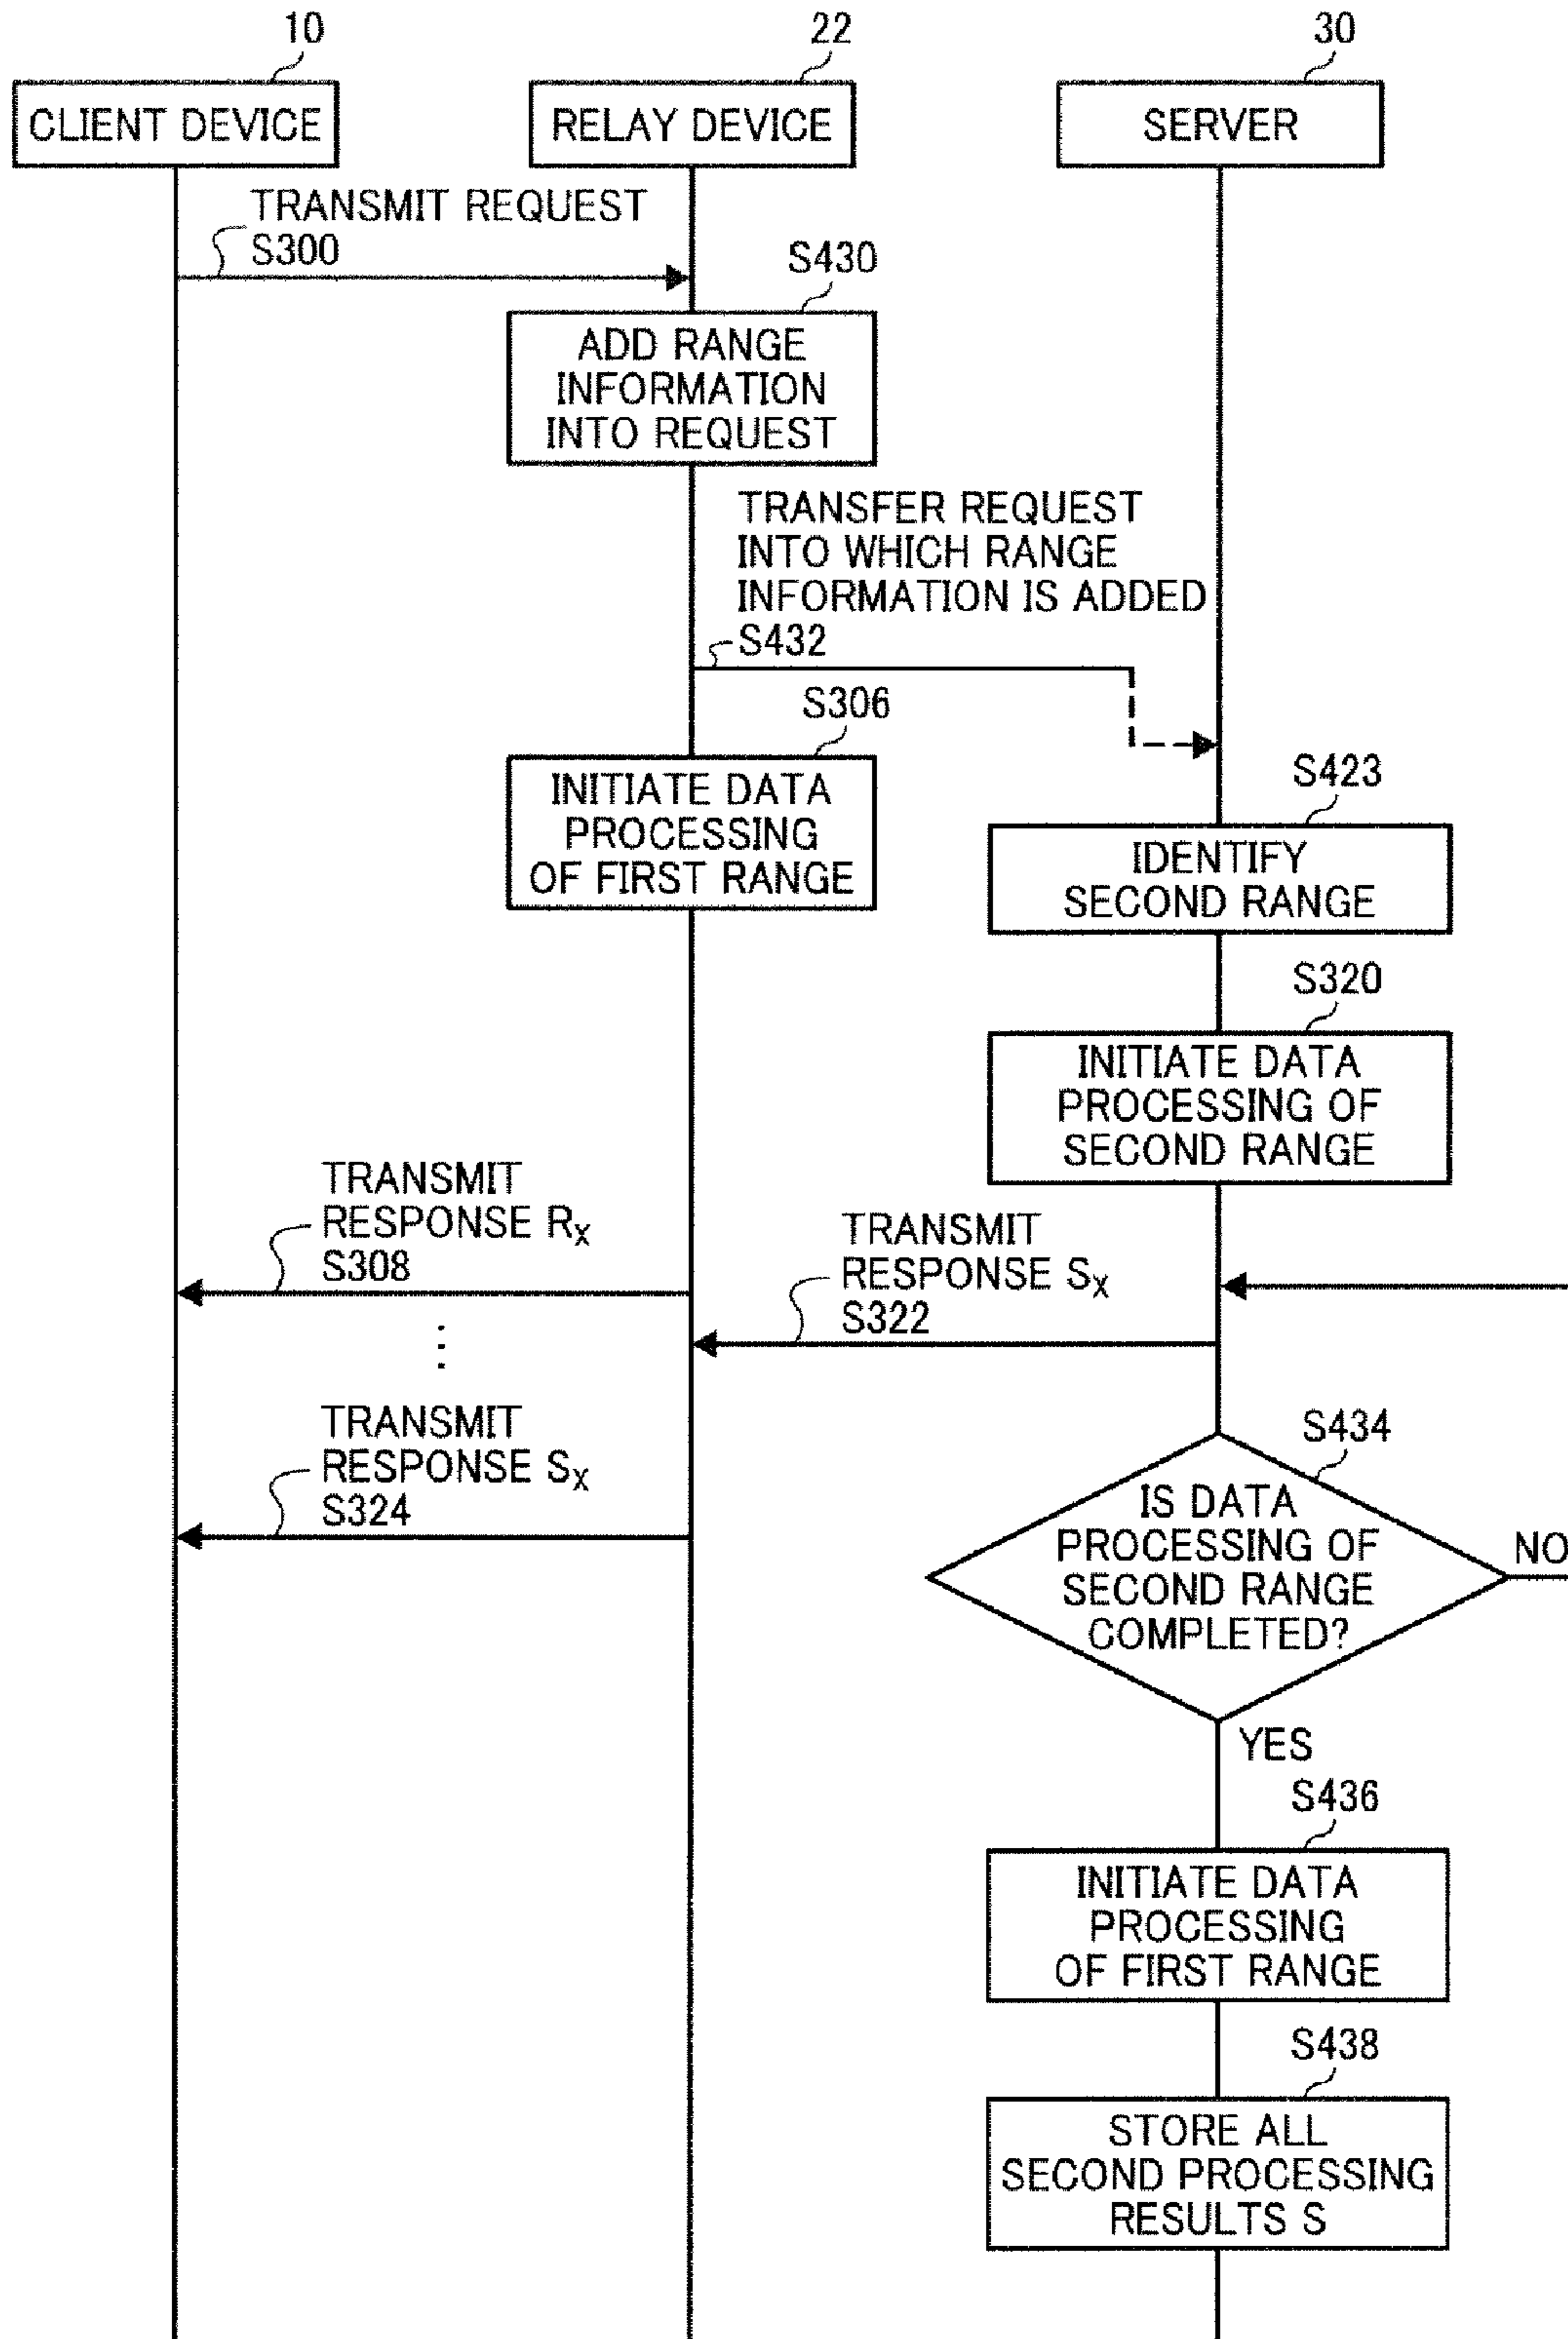 10
22
30
CLIENT DEVICE
RELAY DEVICE
SERVER
TRANSMIT REQUEST
S300
S430
ADD RANGE
INFORMATION
INTO REQUEST
TRANSFER REQUEST
INTO WHICH RANGE
INFORMATION IS ADDED
S432
S306
INITIATE DATA
PROCESSING
OF FIRST RANGE
S423
IDENTIFY
SECOND RANGE
S320
INITIATE DATA
PROCESSING OF
SECOND RANGE
TRANSMIT
RESPONSE RX
S308
TRANSMIT
RESPONSE SX
S322
TRANSMIT
RESPONSE SX
S324
S434
IS DATA
PROCESSING OF
SECOND RANGE
COMPLETED?
NO
YES
S436
INITIATE DATA
PROCESSING
OF FIRST RANGE
S438
STORE ALL
SECOND PROCESSING
RESULTS S